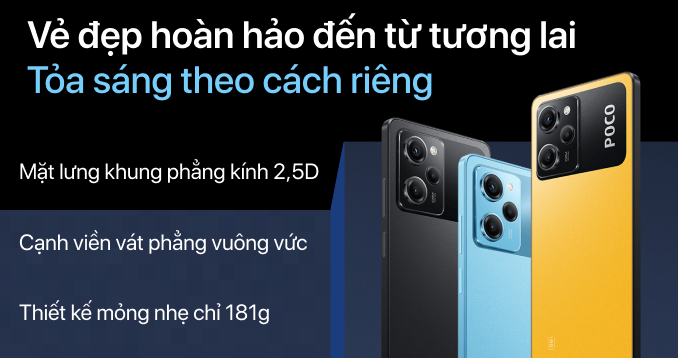 Vẻ đẹp hoàn hảo đến từ tương lai
Tỏa sáng theo cách riêng
Mặt lưng khung phẳng kính 2,5D
Cạnh viền vát phẳng vuông vức
Thiết kế mỏng nhẹ chỉ 181g
POCO
5G